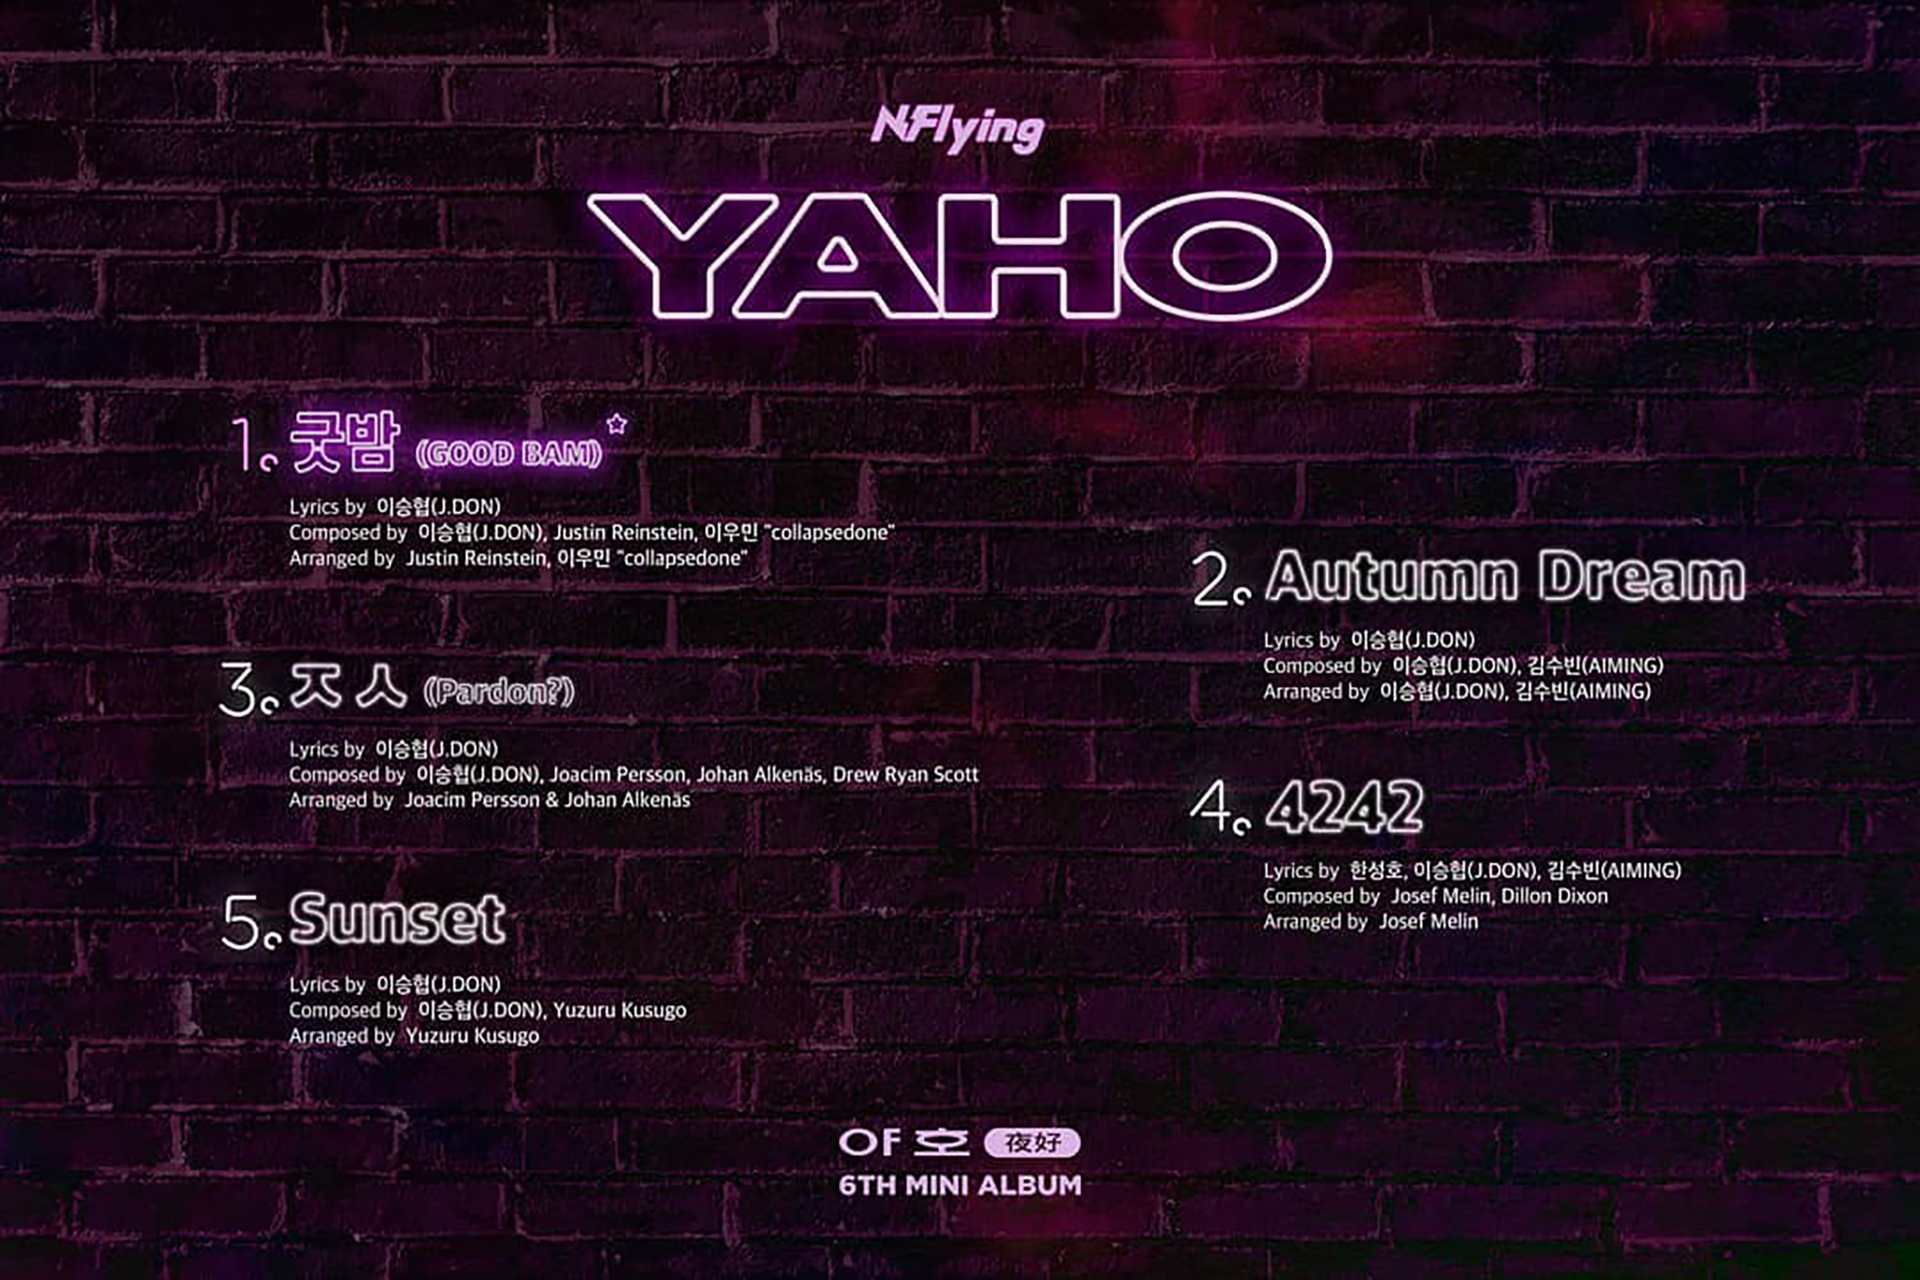 N.Flying
YAHO
1. 굿밤 (GOOD BAM)☆
Lyrics by 이승협(J.DON)
Composed by 이승협(J.DON), Justin Reinstein, 이우민 "collapsedone"
Arranged by Justin Reinstein, 이우민 "collapsedone"
2. Autumn Dream
Lyrics by 이승협(J.DON)
Composed by 이승협(J.DON), 김수빈(AIMING)
Arranged by 이승협(J.DON), 김수빈(AIMING)
3. ㅈㅅ (Pardon?)
Lyrics by 이승협(J.DON)
Composed by 이승협(J.DON), Joacim Persson, Johan Alkenäs, Drew Ryan Scott
Arranged by Joacim Persson & Johan Alkenäs
4. 4242
Lyrics by 한성호, 이승협(J.DON), 김수빈(AIMING)
Composed by Josef Melin, Dillon Dixon
Arranged by Josef Melin
5. Sunset
Lyrics by 이승협(J.DON)
Composed by 이승협(J.DON), Yuzuru Kusugo
Arranged by Yuzuru Kusugo
야호 夜好
6TH MINI ALBUM